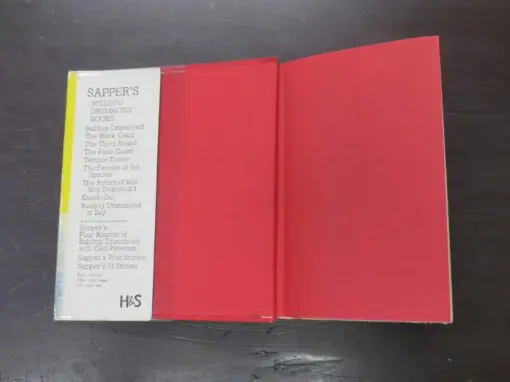 SAPPER'S
BULLDOG
DRUMMOND
BOOKS:
Bulldog Drummond
The Black Gang
The Third Round
The Final Count
Temple Tower
The Female of the
Species
The Return of Bull-
dog Drummond
Knock-Out
Bulldog Drummond
at Bay
Sapper's
Four Rounds of
Bulldog Drummond
with Carl Peterson
Sapper's War Stories
Sapper's 51 Stories
H&S